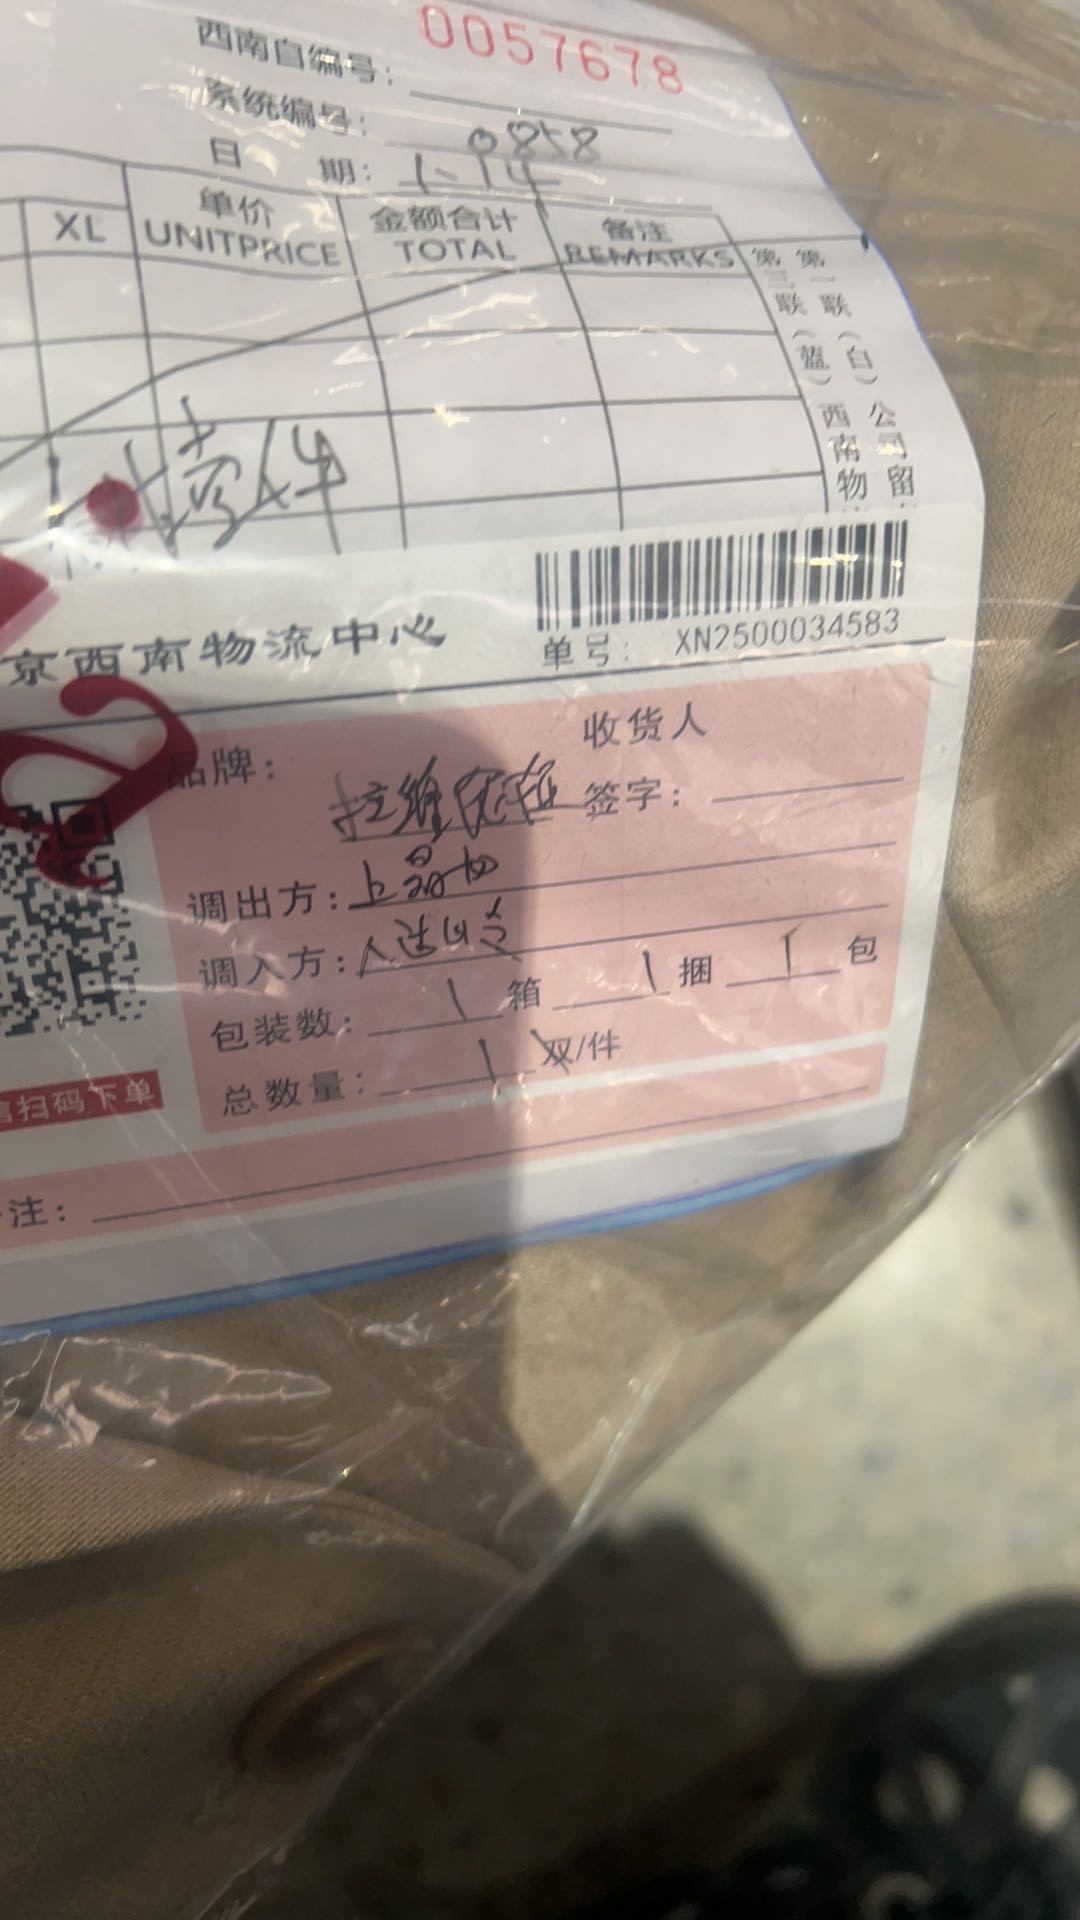 0057678
西南自编号：
系统编号：0858
日 期：1-14
XL 单价 金额合计 备注
UNITPRICE TOTAL REMARKS
第一联（白）公司留
第三联（蓝）西南物
京西南物流中心
单号： XN2500034583
品牌：
收货人
签字：
调出方：
调入方：
包装数： 1 箱 1 捆 1 包
总数量： 1 双/件
扫码下单
注：